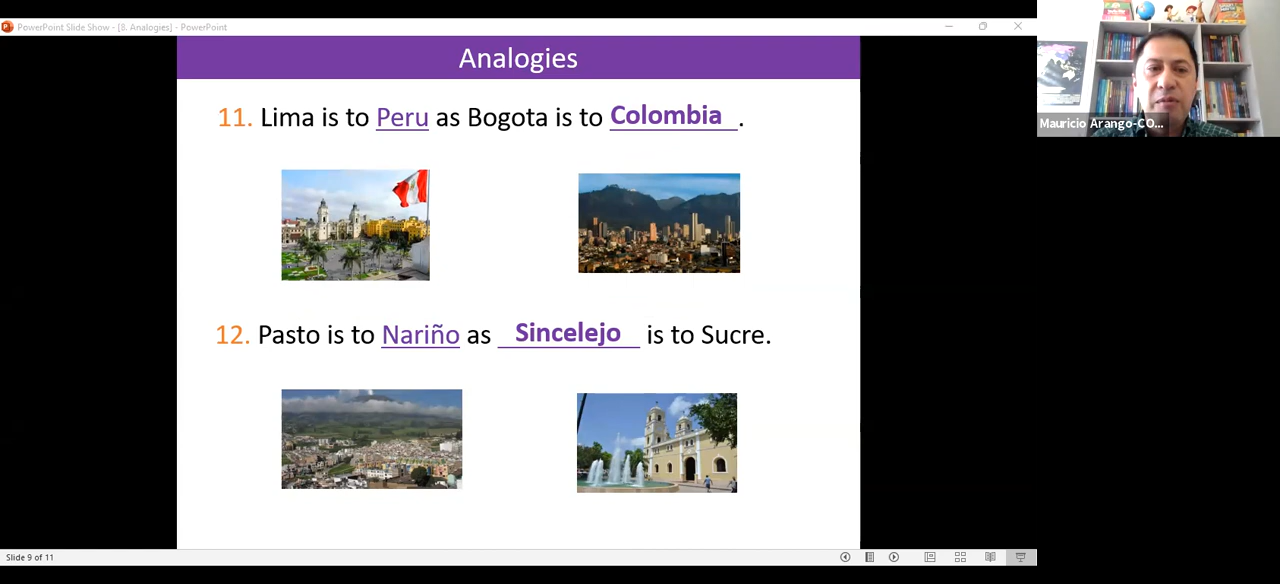 PowerPoint Slide Show - [8. Analogies] - PowerPoint
Analogies
11. Lima is to Peru as Bogota is to Colombia.
12. Pasto is to Nariño as Sincelejo is to Sucre.
Mauricio Arango-CO...
Slide 9 of 11